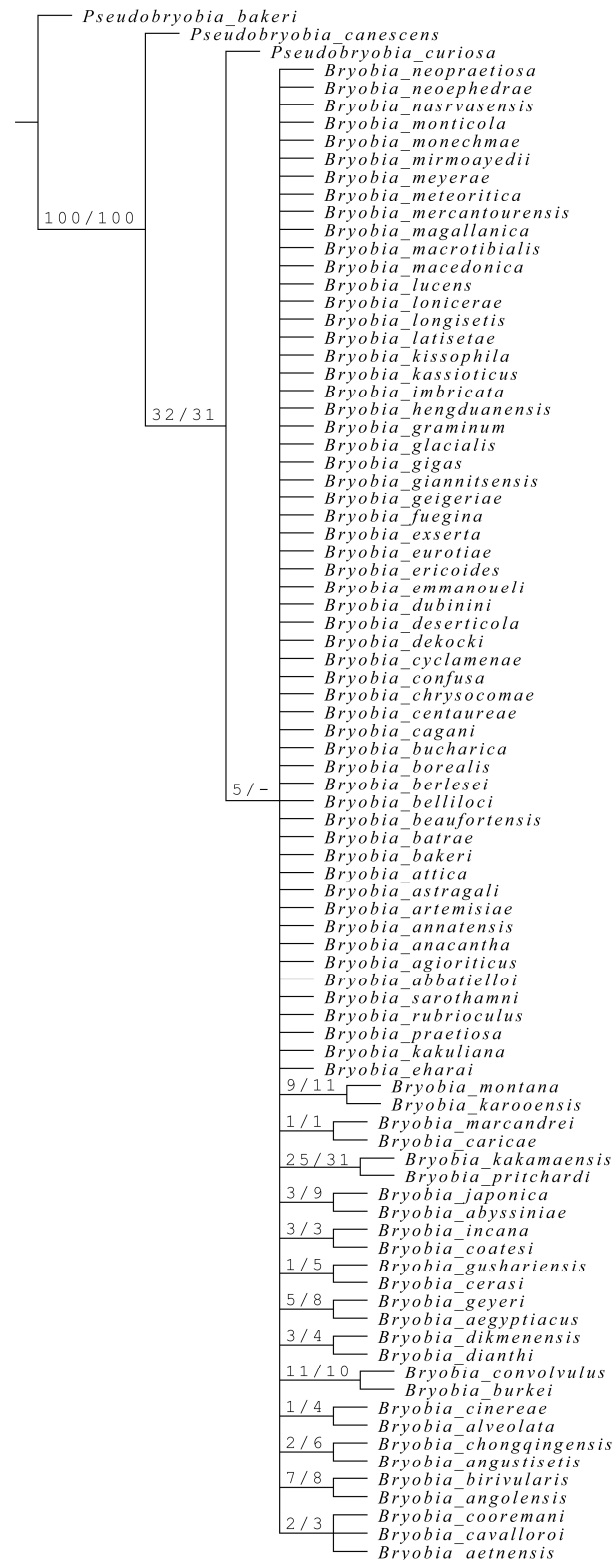 Pseudobryobia_bakeri
Pseudobryobia_canescens
Pseudobryobia_curiosa
Bryobia_neopraetiosa
Bryobia_neoephedrae
Bryobia_nasrvasensis
Bryobia_monticola
Bryobia_monechmae
Bryobia_mirmoayedii
Bryobia_meyerae
Bryobia_meteoritica
Bryobia_mercantourensis
100/100
Bryobia_magallanica
Bryobia_macrotibialis
Bryobia_macedonica
Bryobia_lucens
Bryobia_lonicerae
Bryobia_longisetis
Bryobia_latisetae
Bryobia_kissophila
Bryobia_kassioticus
Bryobia_imbricata
Bryobia_hengduanensis
32/31
Bryobia_graminum
Bryobia_glacialis
Bryobia_gigas
Bryobia_giannitsensis
Bryobia_geigeriae
Bryobia_fuegina
Bryobia_exserta
Bryobia_eurotiae
Bryobia_ericoides
Bryobia_emmanoueli
Bryobia_dubinini
Bryobia_deserticola
Bryobia_dekocki
Bryobia_cyclamenae
Bryobia_confusa
Bryobia_chrysocomae
Bryobia_centaureae
Bryobia_cagani
Bryobia_bucharica
Bryobia_borealis
Bryobia_berlesei
5/-
Bryobia_belliloci
Bryobia_beaufortensis
Bryobia_batrae
Bryobia_bakeri
Bryobia_attica
Bryobia_astragali
Bryobia_artemisiae
Bryobia_annatensis
Bryobia_anacantha
Bryobia_agioriticus
Bryobia_abbatielloi
Bryobia_sarothamni
Bryobia_rubrioculus
Bryobia_praetiosa
Bryobia_kakuliana
Bryobia_eharai
9/11
Bryobia_montana
Bryobia_karooensis
1/1
Bryobia_marcandrei
Bryobia_caricae
25/31
Bryobia_kakamaensis
Bryobia_pritchardi
3/9
Bryobia_japonica
Bryobia_abyssiniae
3/3
Bryobia_incana
Bryobia_coatesi
1/5
Bryobia_gushariensis
Bryobia_cerasi
5/8
Bryobia_geyeri
Bryobia_aegyptiacus
3/4
Bryobia_dikmenensis
Bryobia_dianthi
11/10
Bryobia_convolvulus
Bryobia_burkei
1/4
Bryobia_cinereae
Bryobia_alveolata
2/6
Bryobia_chongqingensis
Bryobia_angustisetis
7/8
Bryobia_birivularis
Bryobia_angolensis
2/3
Bryobia_cooremani
Bryobia_cavalloroi
Bryobia_aetnensis